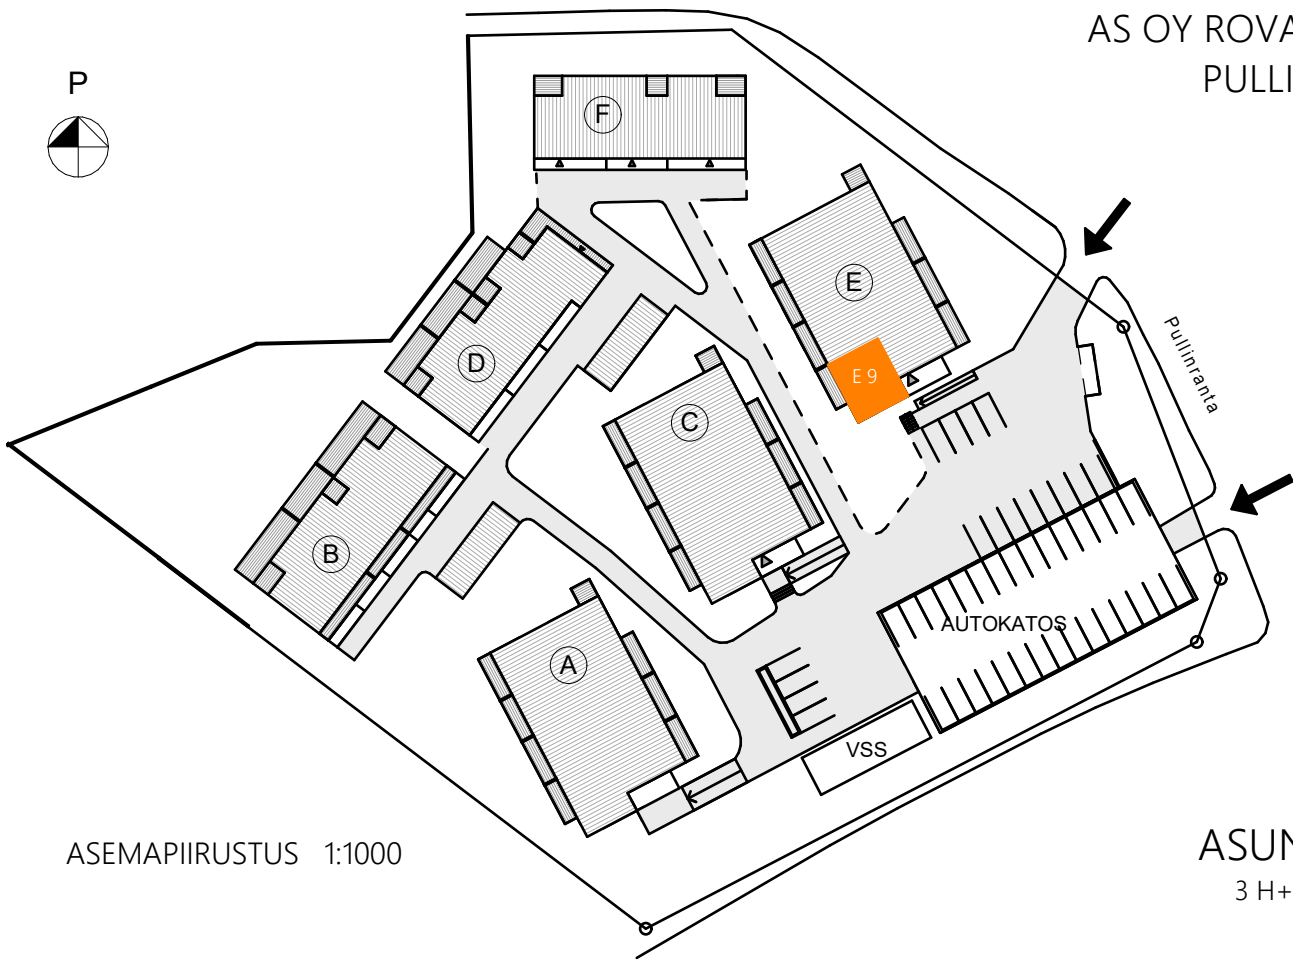 AS OY ROVA
PULLI
P
F
E
E 9
D
C
B
A
Pullinranta
AUTOKATOS
VSS
ASEMAPIIRUSTUS 1:1000
ASUN
3 H+